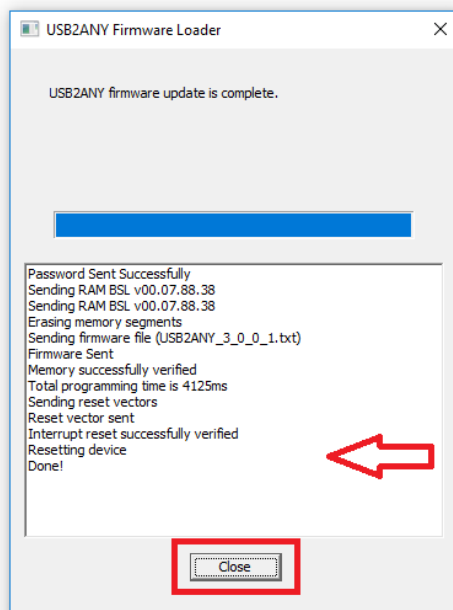 USB2ANY Firmware Loader
USB2ANY firmware update is complete.
Password Sent Successfully
Sending RAM BSL v00.07.88.38
Sending RAM BSL v00.07.88.38
Erasing memory segments
Sending firmware file (USB2ANY_3_0_0_1.txt)
Firmware Sent
Memory successfully verified
Total programming time is 4125ms
Sending reset vectors
Reset vector sent
Interrupt reset successfully verified
Resetting device
Done!
Close